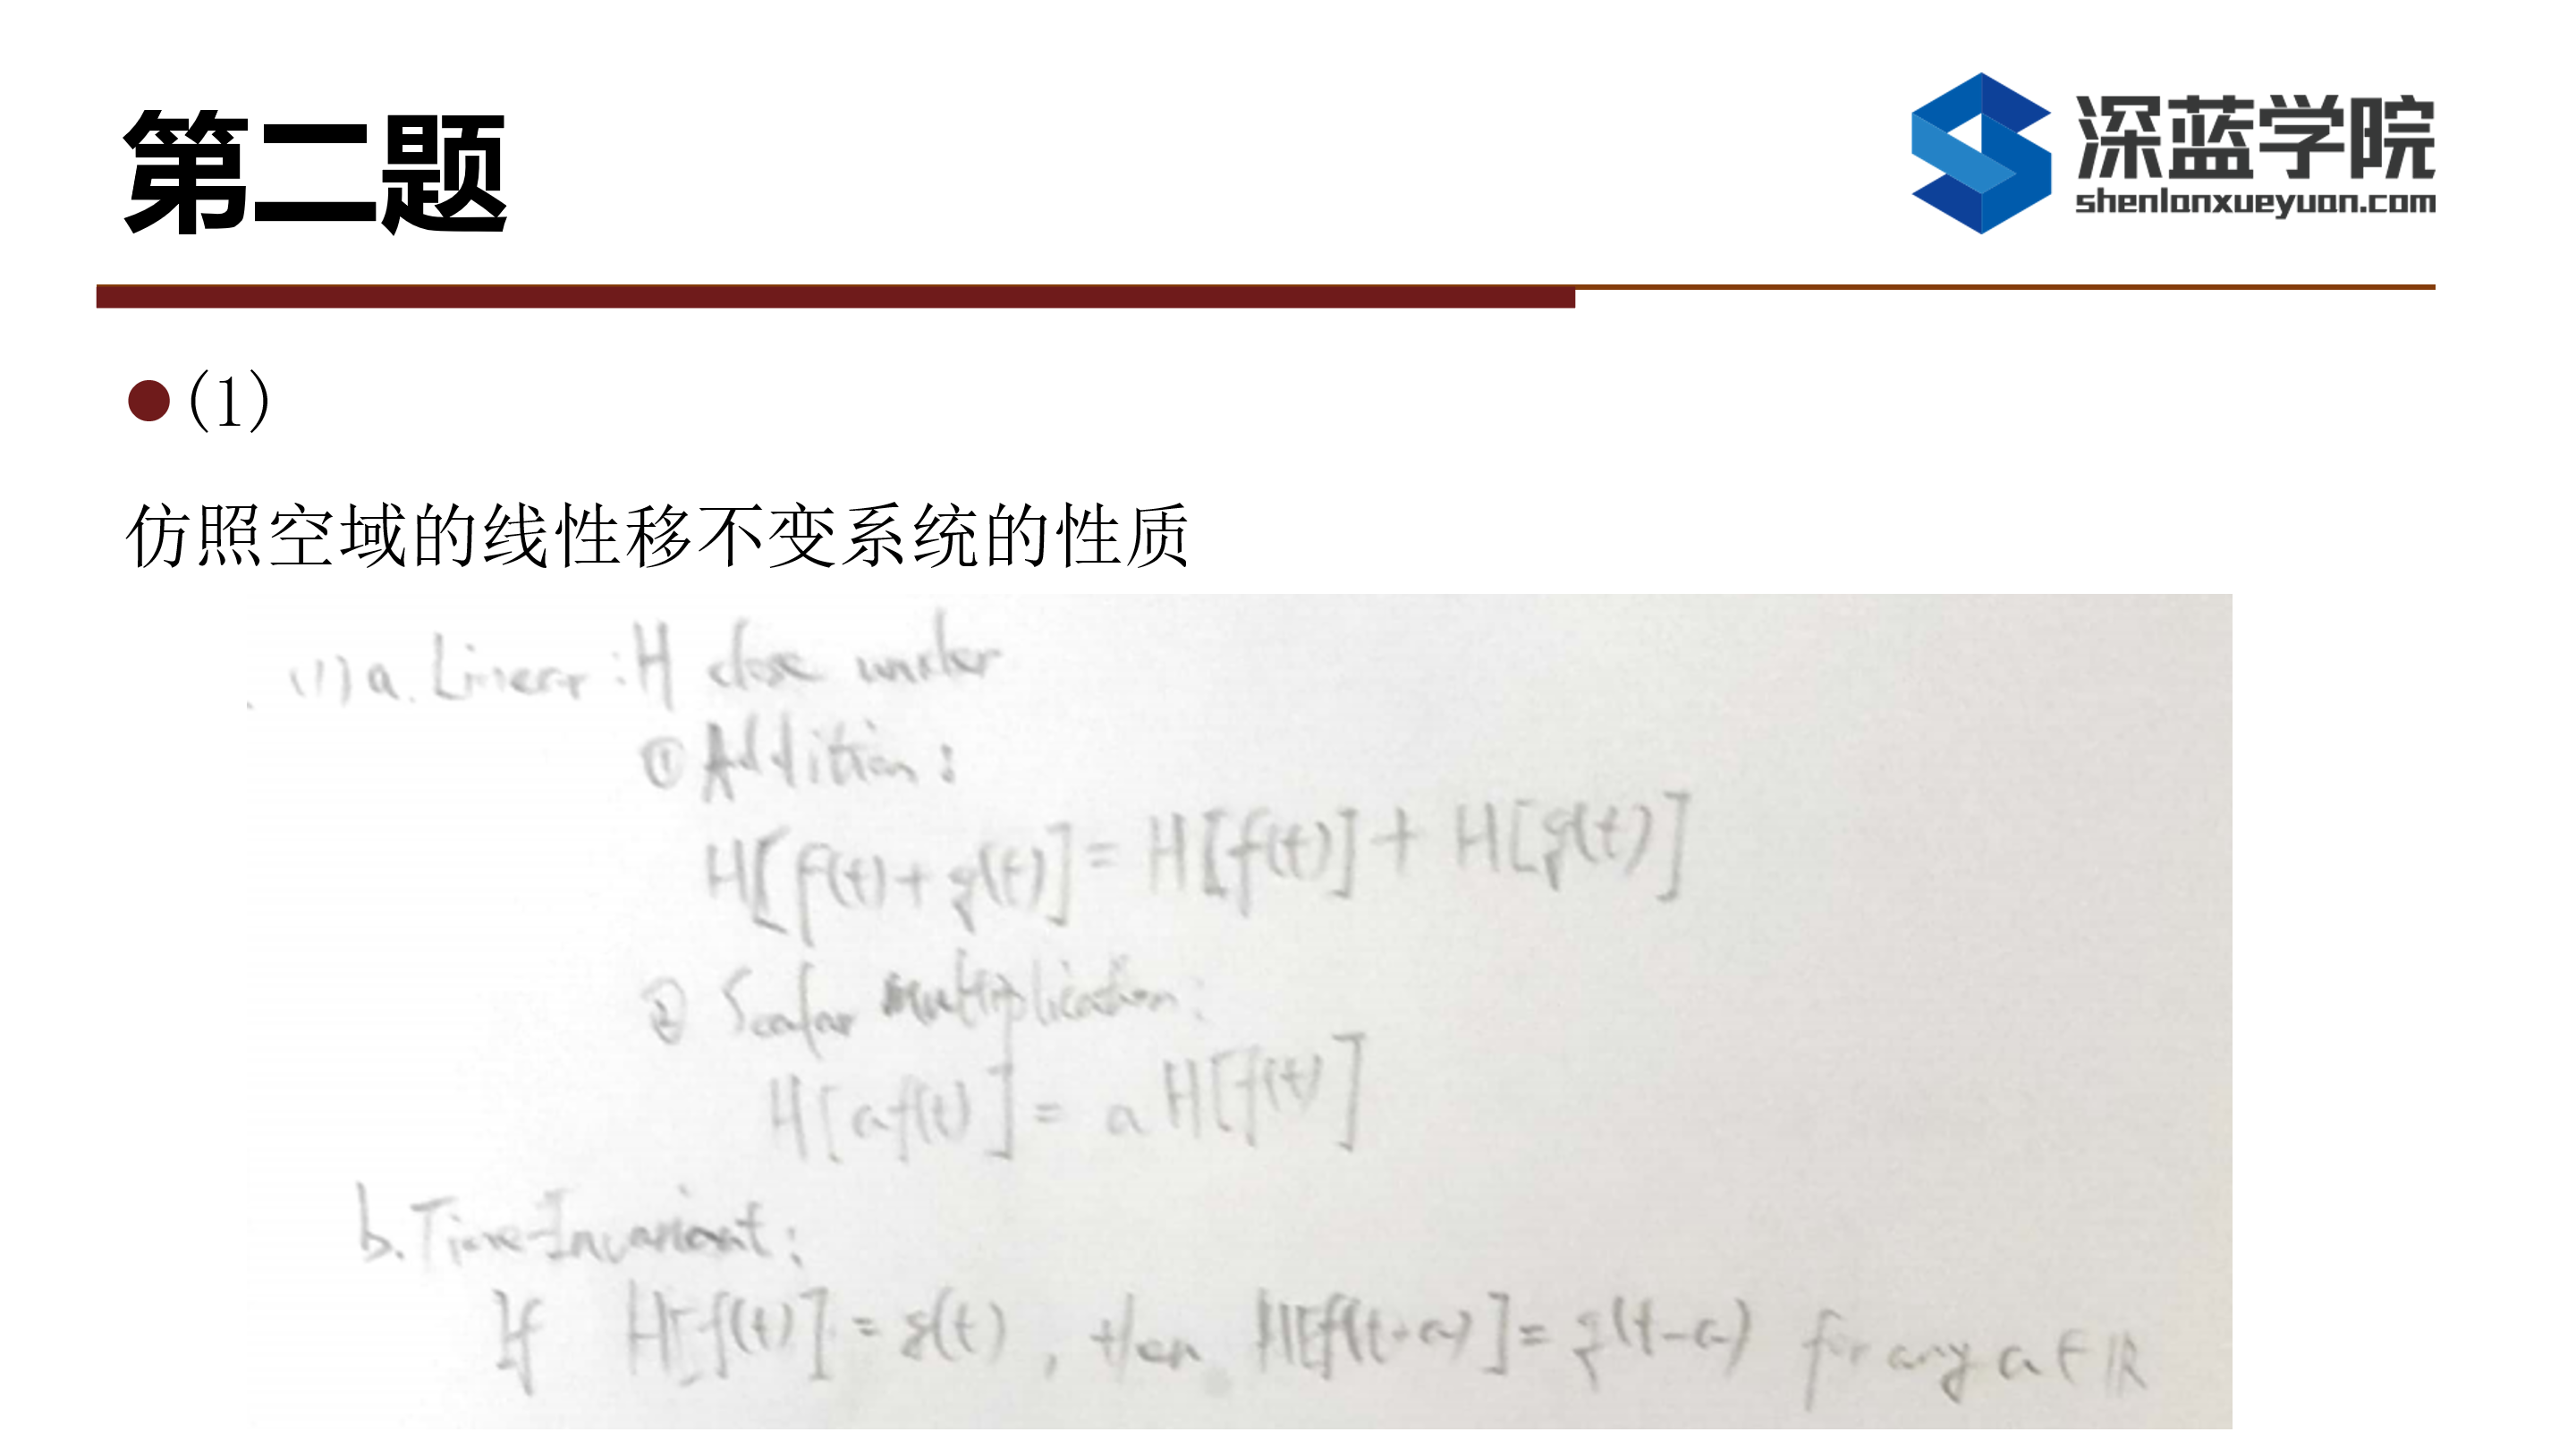 第二题
深蓝学院
shenlanxueyuan.com
(1)
仿照空域的线性移不变系统的性质
(1) a. Linear: H close under
① Addition:
H[f(t)+g(t)] = H[f(t)] + H[g(t)]
② Scalar multiplication:
H[af(t)] = aH[f(t)]
b. Time-Invariant:
If H[f(t)] = g(t), then H[f(t-a)] = g(t-a) for any a∈ℝ